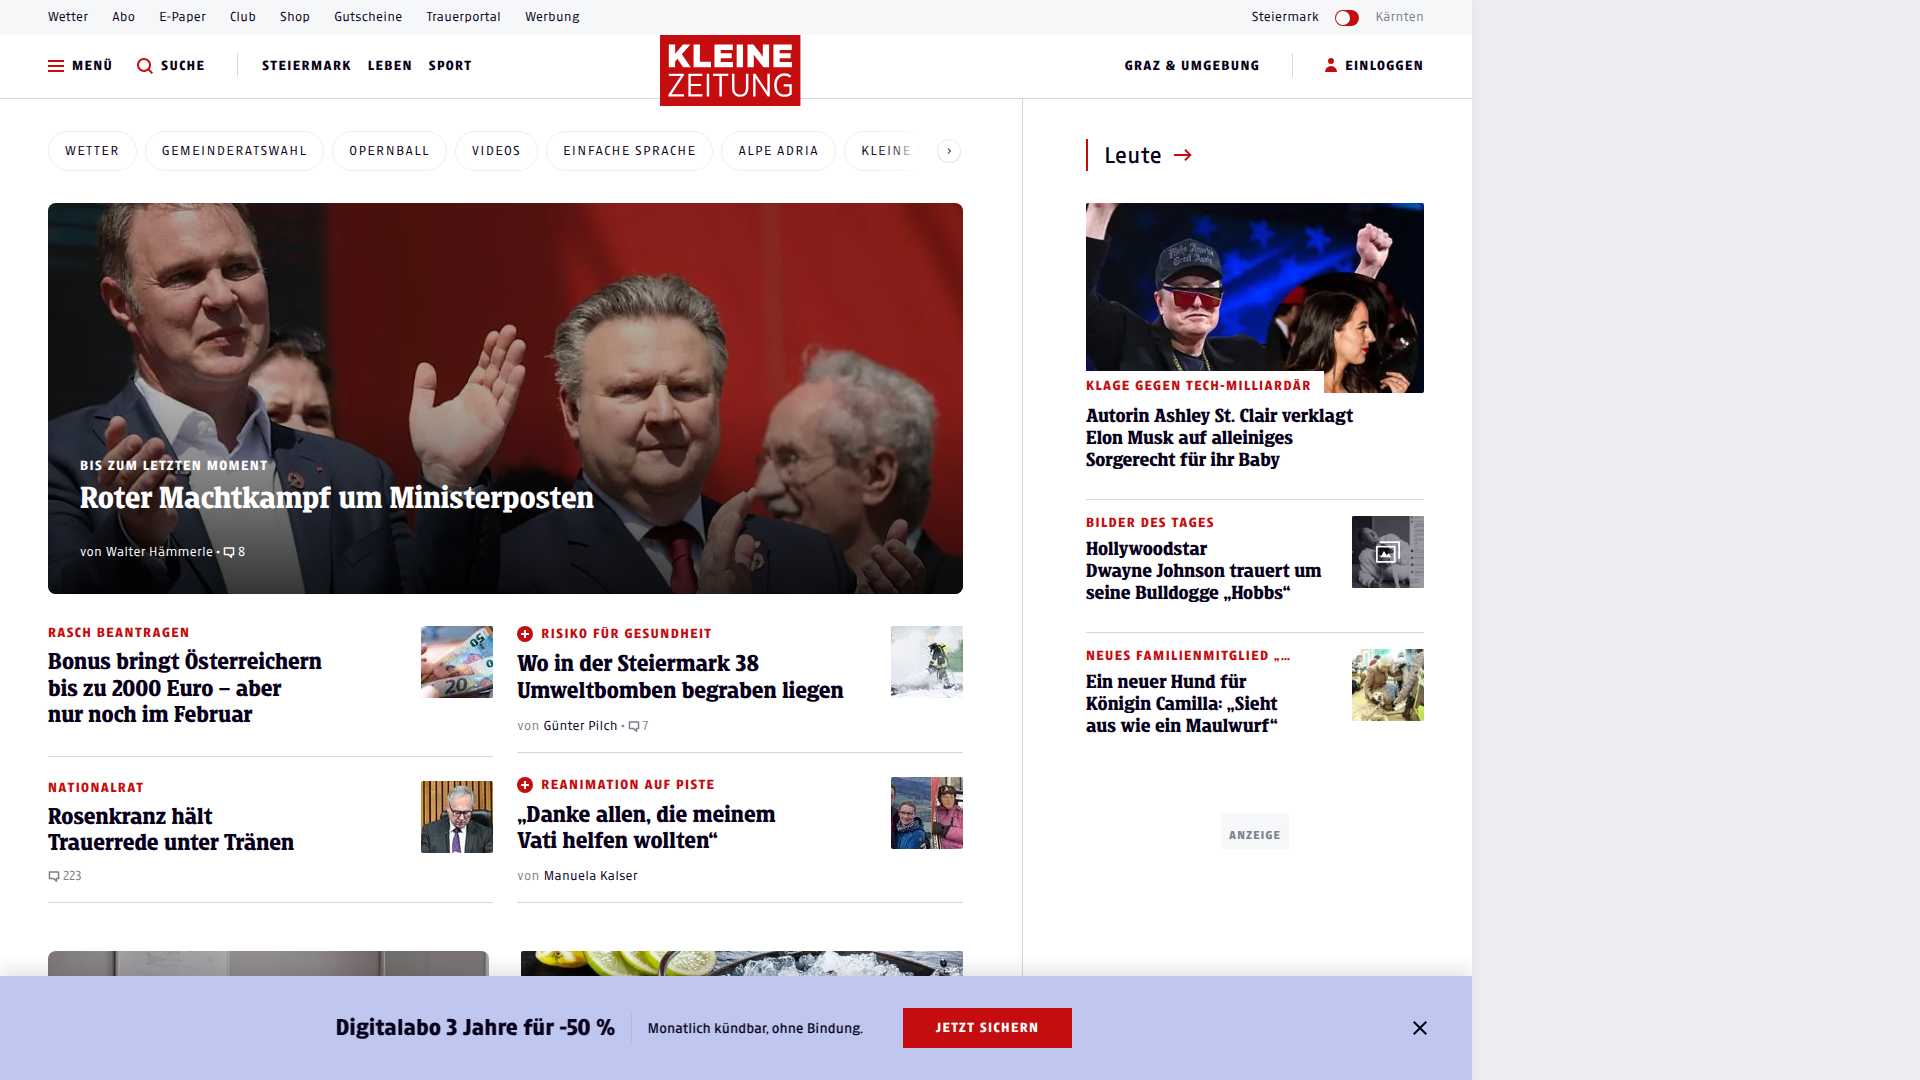 Wetter Abo E-Paper Club Shop Gutscheine Trauerportal Werbung Steiermark Kärnten
MENÜ SUCHE STEIERMARK LEBEN SPORT KLEINE ZEITUNG GRAZ & UMGEBUNG EINLOGGEN
WETTER GEMEINDERATSWAHL OPERNBALL VIDEOS EINFACHE SPRACHE ALPE ADRIA KLEINE
BIS ZUM LETZTEN MOMENT
Roter Machtkampf um Ministerposten
von Walter Hämmerle • 8
RASCH BEANTRAGEN
Bonus bringt Österreichern
bis zu 2000 Euro – aber
nur noch im Februar
RISIKO FÜR GESUNDHEIT
Wo in der Steiermark 38
Umweltbomben begraben liegen
von Günter Pilch • 7
NATIONALRAT
Rosenkranz hält
Trauerrede unter Tränen
223
REANIMATION AUF PISTE
„Danke allen, die meinem
Vati helfen wollten“
von Manuela Kalser
Leute
KLAGE GEGEN TECH-MILLIARDÄR
Autorin Ashley St. Clair verklagt
Elon Musk auf alleiniges
Sorgerecht für ihr Baby
BILDER DES TAGES
Hollywoodstar
Dwayne Johnson trauert um
seine Bulldogge „Hobbs“
NEUES FAMILIENMITGLIED „…
Ein neuer Hund für
Königin Camilla: „Sieht
aus wie ein Maulwurf“
ANZEIGE
Digitalabo 3 Jahre für -50 % Monatlich kündbar, ohne Bindung. JETZT SICHERN